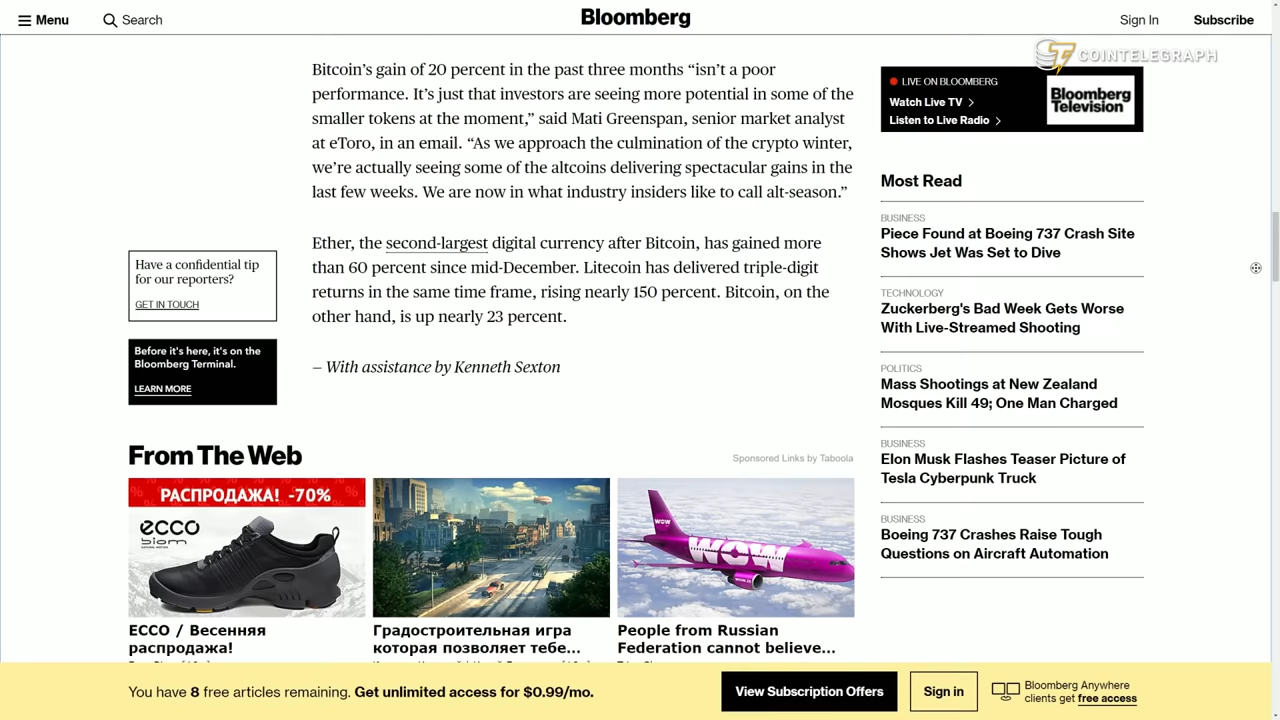 Menu
Search
Bloomberg
Sign In
Subscribe
COINTELEGRAPH
Bitcoin's gain of 20 percent in the past three months “isn't a poor
performance. It's just that investors are seeing more potential in some of the
smaller tokens at the moment,” said Mati Greenspan, senior market analyst
at eToro, in an email. “As we approach the culmination of the crypto winter,
we're actually seeing some of the altcoins delivering spectacular gains in the
last few weeks. We are now in what industry insiders like to call alt-season.”
Ether, the second-largest digital currency after Bitcoin, has gained more
than 60 percent since mid-December. Litecoin has delivered triple-digit
returns in the same time frame, rising nearly 150 percent. Bitcoin, on the
other hand, is up nearly 23 percent.
– With assistance by Kenneth Sexton
Have a confidential tip
for our reporters?
GET IN TOUCH
Before it's here, it's on the
Bloomberg Terminal.
LEARN MORE
LIVE ON BLOOMBERG
Watch Live TV
Listen to Live Radio
Bloomberg
Television
Most Read
BUSINESS
Piece Found at Boeing 737 Crash Site
Shows Jet Was Set to Dive
TECHNOLOGY
Zuckerberg's Bad Week Gets Worse
With Live-Streamed Shooting
POLITICS
Mass Shootings at New Zealand
Mosques Kill 49; One Man Charged
BUSINESS
Elon Musk Flashes Teaser Picture of
Tesla Cyberpunk Truck
BUSINESS
Boeing 737 Crashes Raise Tough
Questions on Aircraft Automation
From The Web
Sponsored Links by Taboola
РАСПРОДАЖА! -70%
ecco
biom
NATURAL MOTION
WOW
WOW
ECCO / Весенняя
распродажа!
Градостроительная игра
которая позволяет тебе...
People from Russian
Federation cannot believe...
You have 8 free articles remaining. Get unlimited access for $0.99/mo.
View Subscription Offers
Sign in
Bloomberg Anywhere
clients get free access